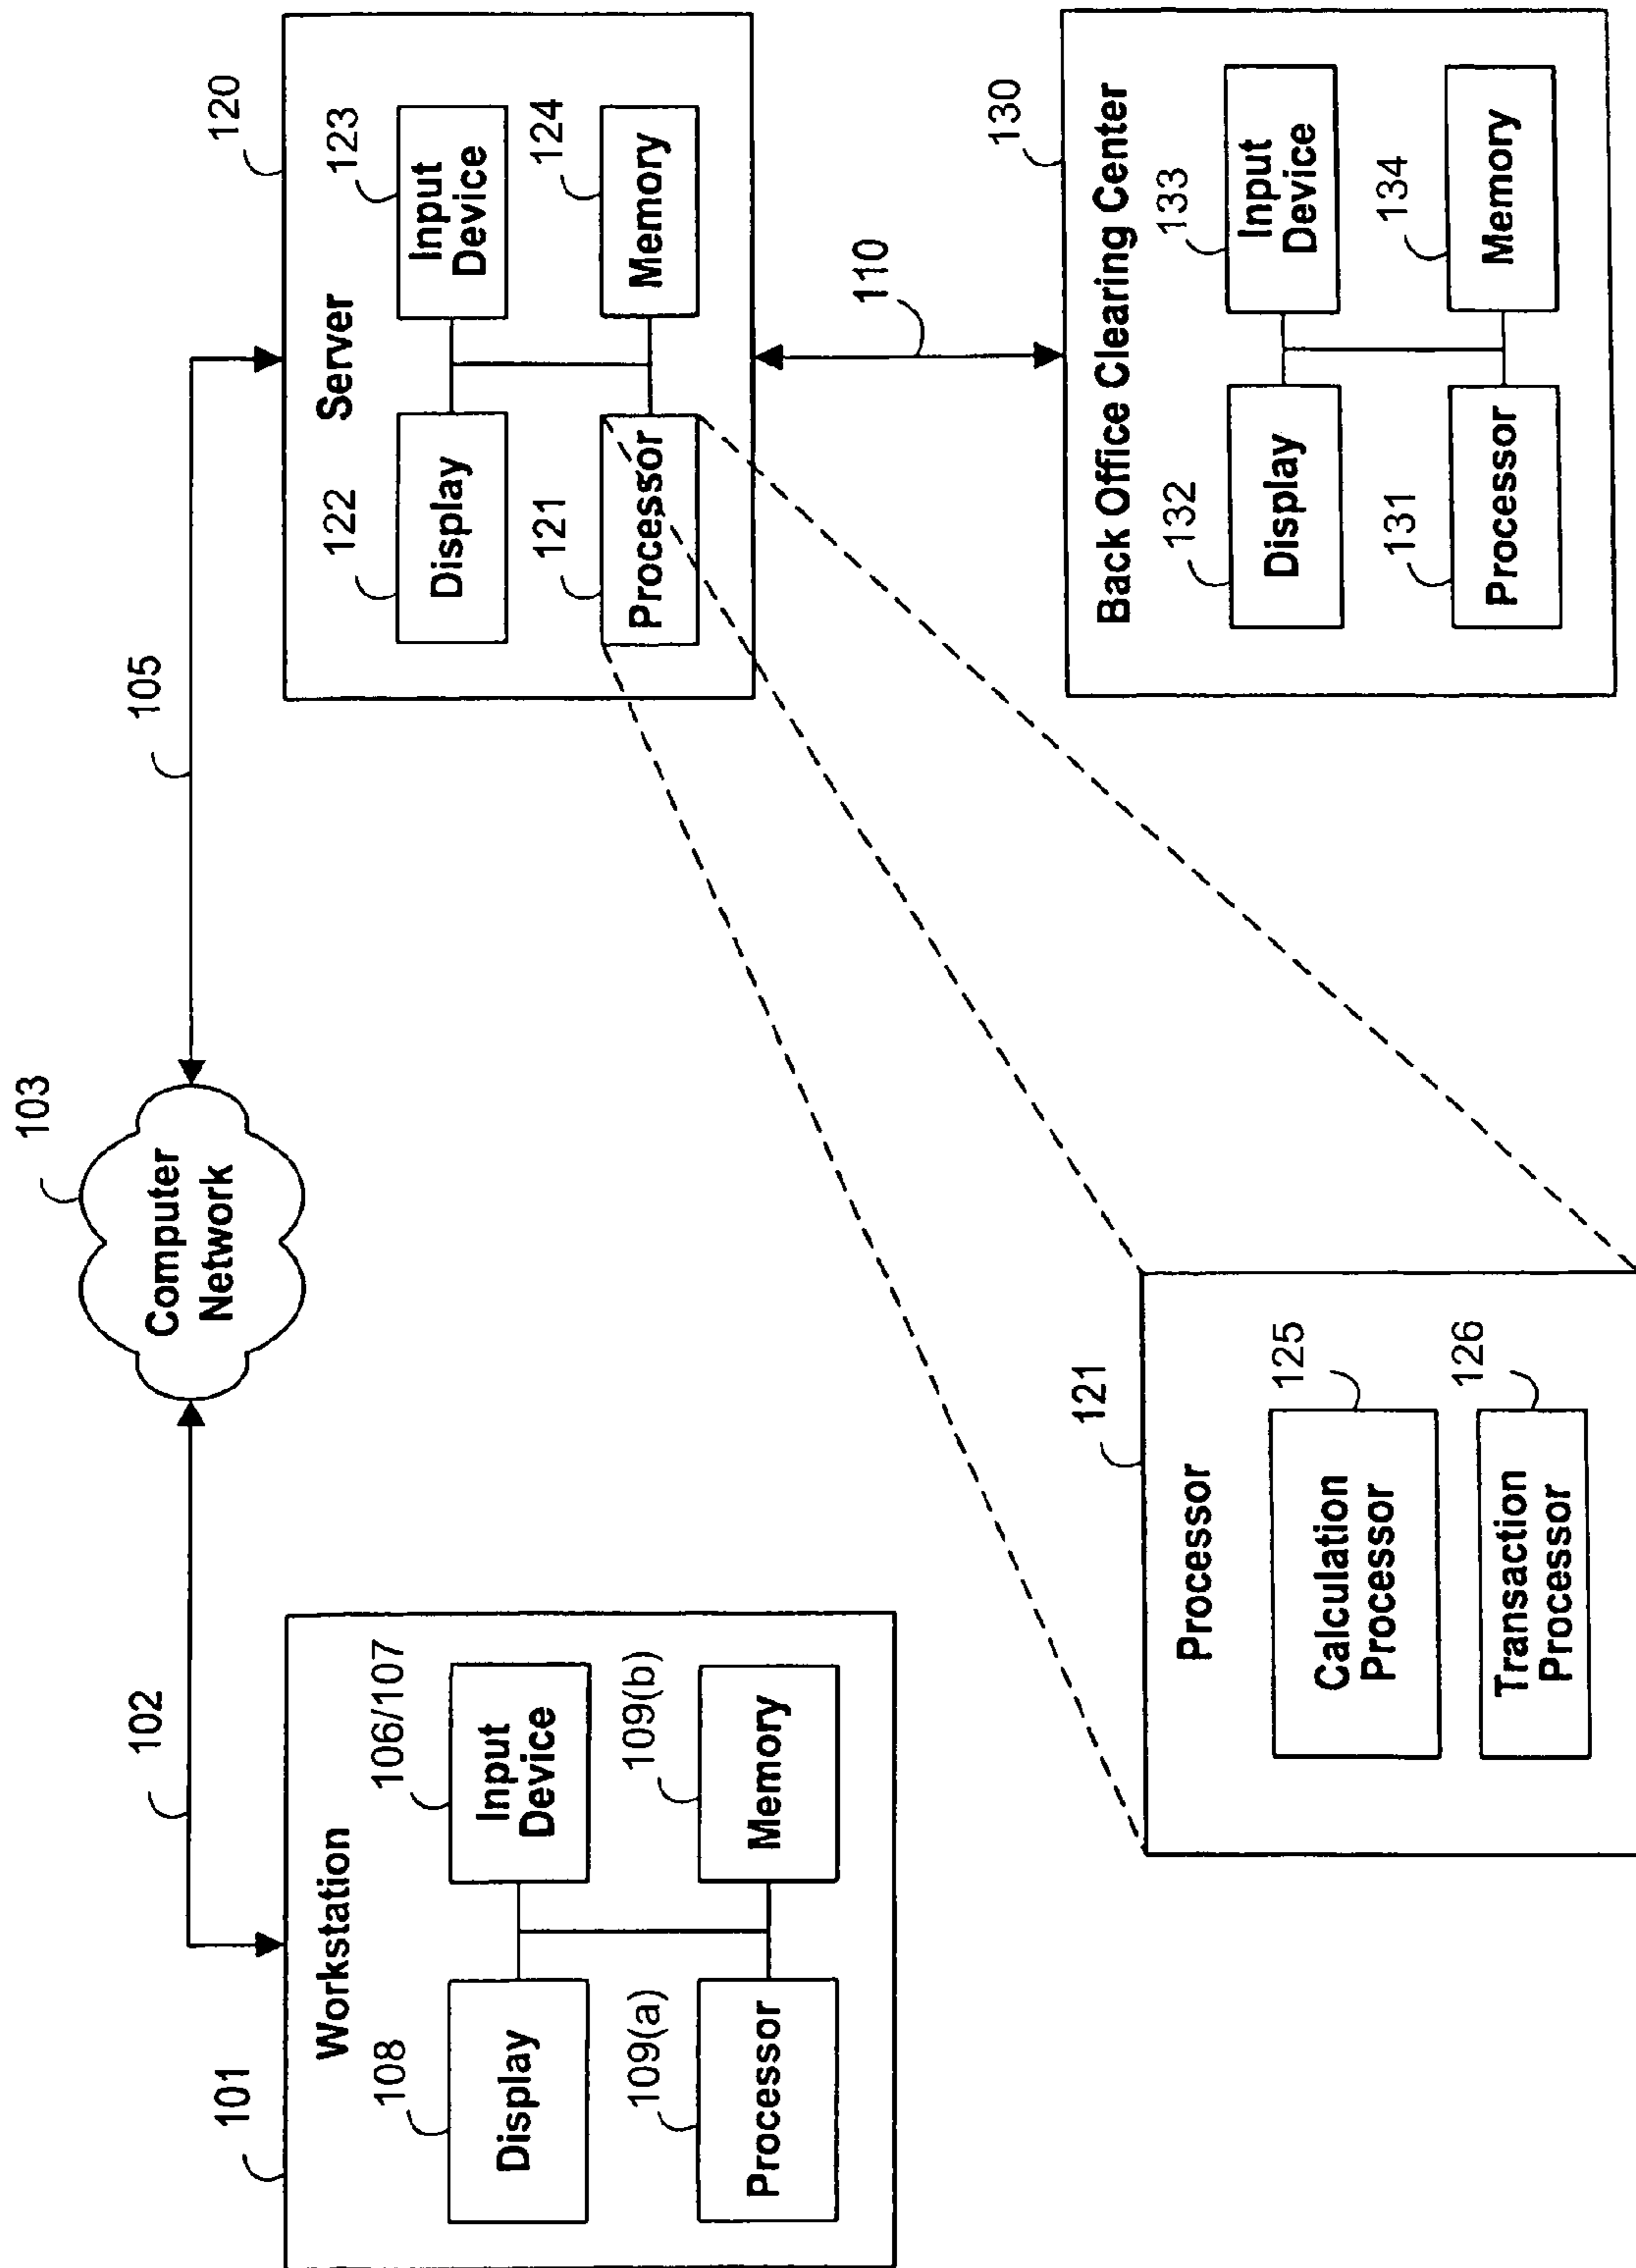 103
Computer
Network
102
105
101
Workstation
108
Display
106/107
Input
Device
109(a)
Processor
109(b)
Memory
120
Server
122
Display
123
Input
Device
121
Processor
124
Memory
110
121
Processor
125
Calculation
Processor
126
Transaction
Processor
130
Back Office Clearing Center
132
Display
133
Input
Device
131
Processor
134
Memory